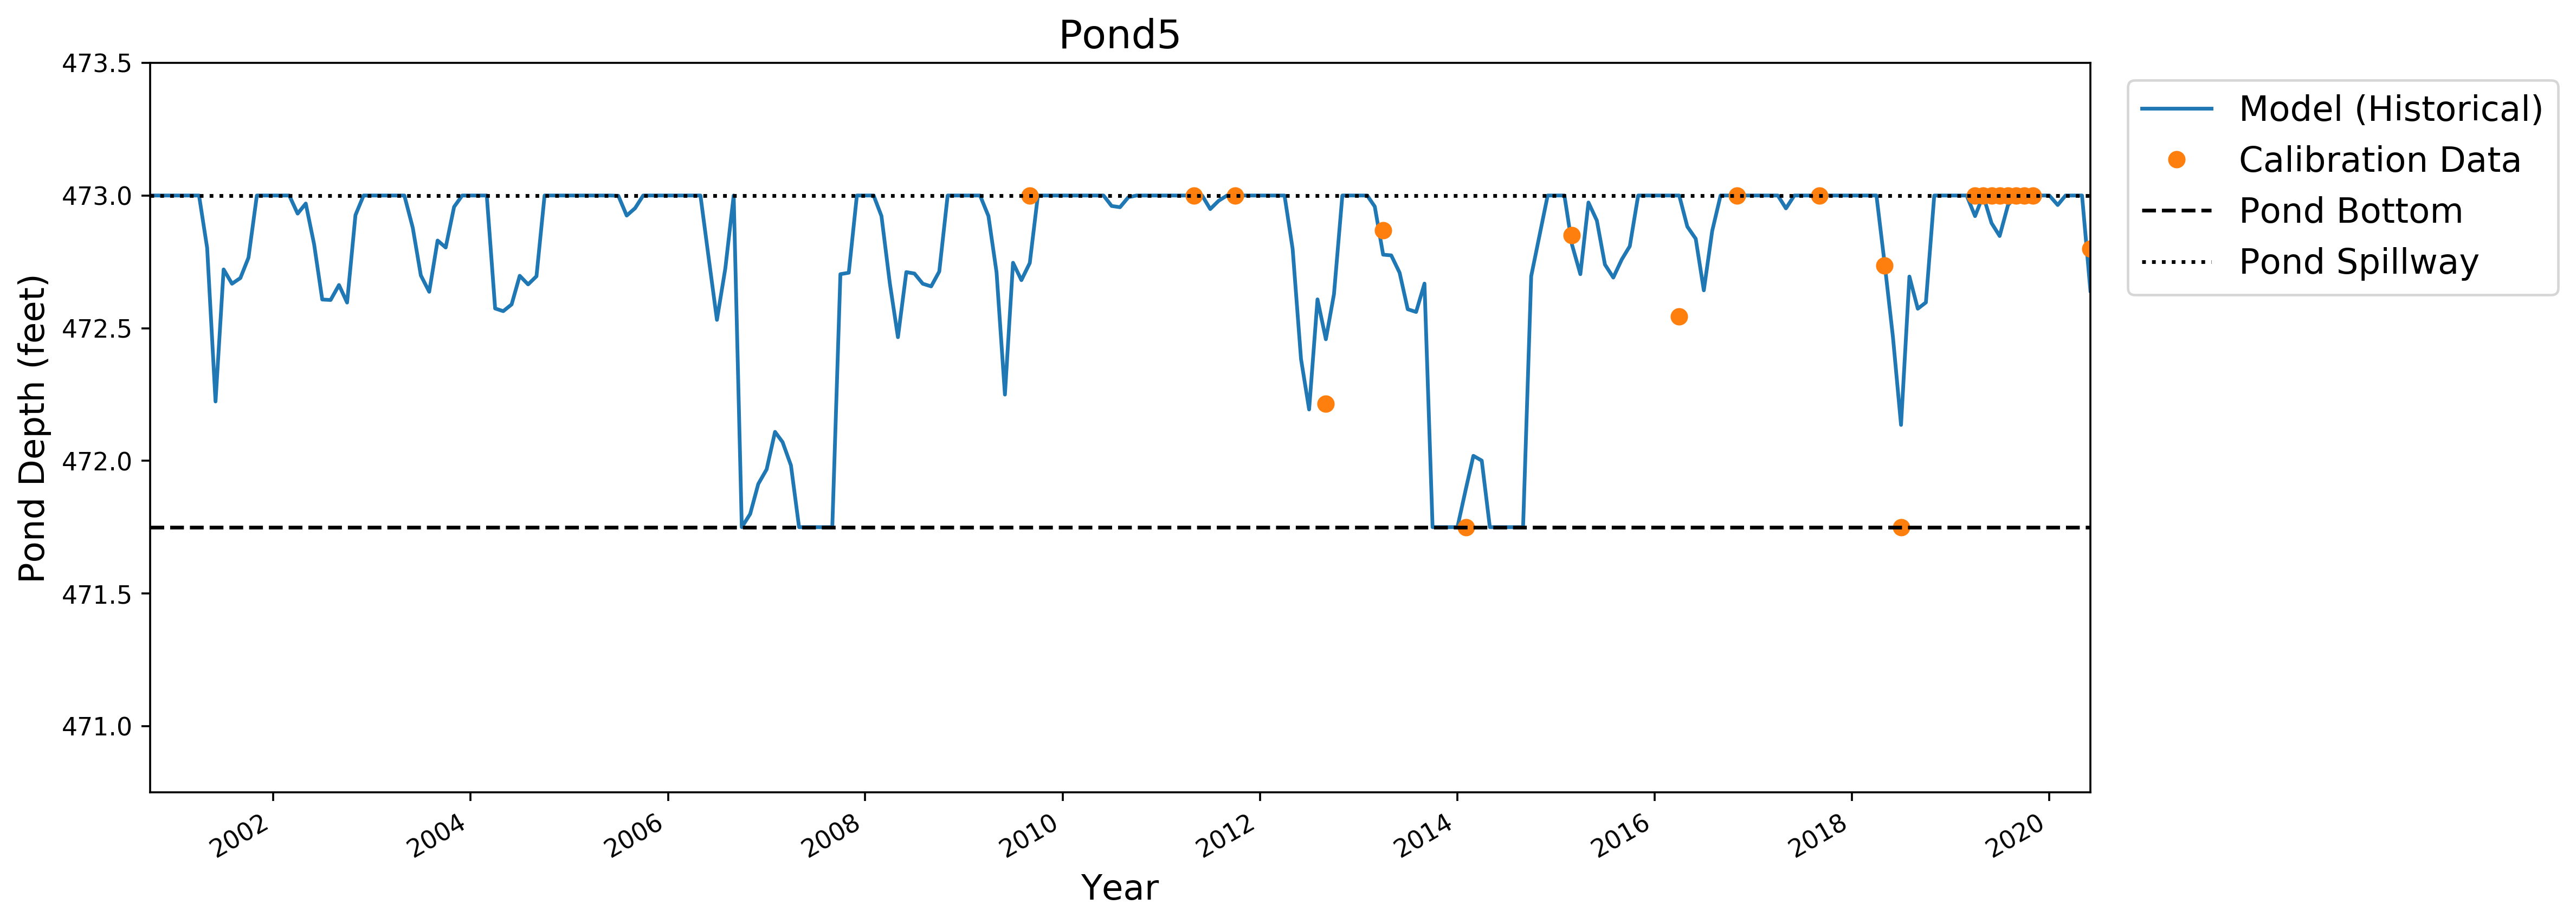 Pond5
473.5
473.0
472.5
472.0
471.5
471.0
Pond Depth (feet)
2002
2004
2006
2008
2010
2012
2014
2016
2018
2020
Year
Model (Historical)
Calibration Data
Pond Bottom
Pond Spillway